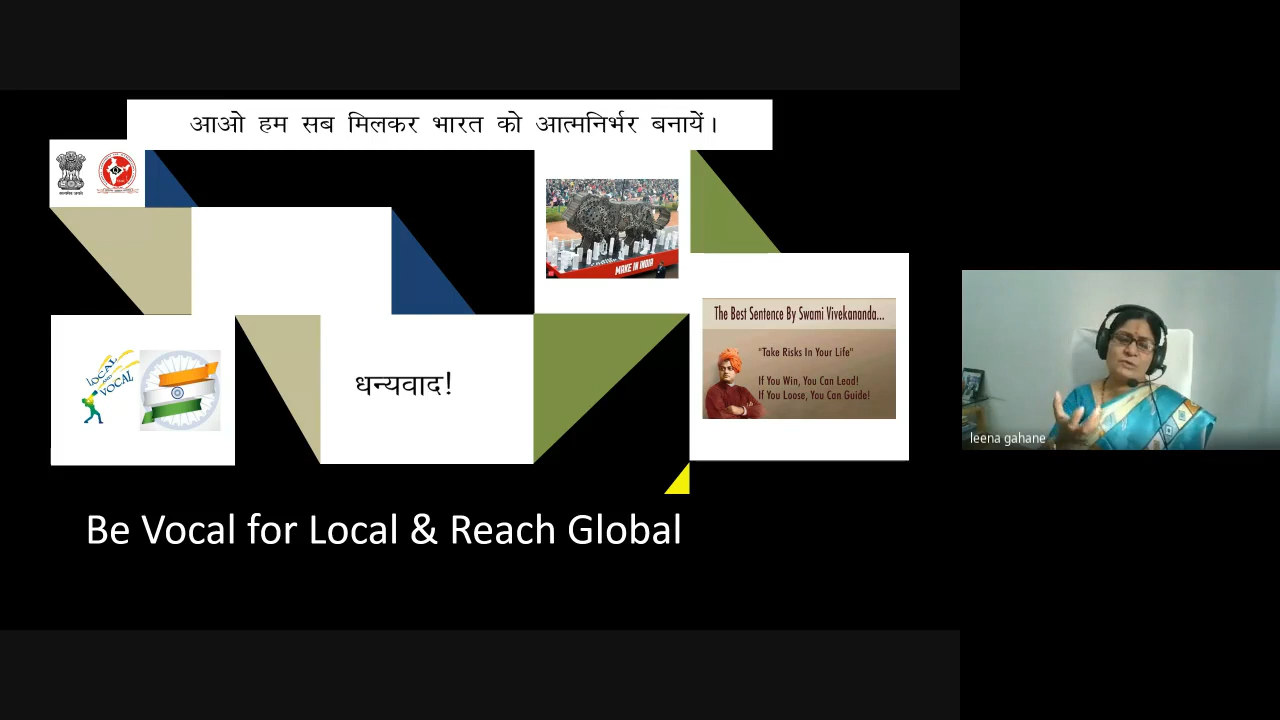 आओ हम सब मिलकर भारत को आत्मनिर्भर बनायें।
MAKE IN INDIA
The Best Sentence By Swami Vivekananda...
"Take Risks In Your Life"
If You Win, You Can Lead!
If You Loose, You Can Guide!
LOCAL
VOCAL
धन्यवाद!
leena gahane
Be Vocal for Local & Reach Global